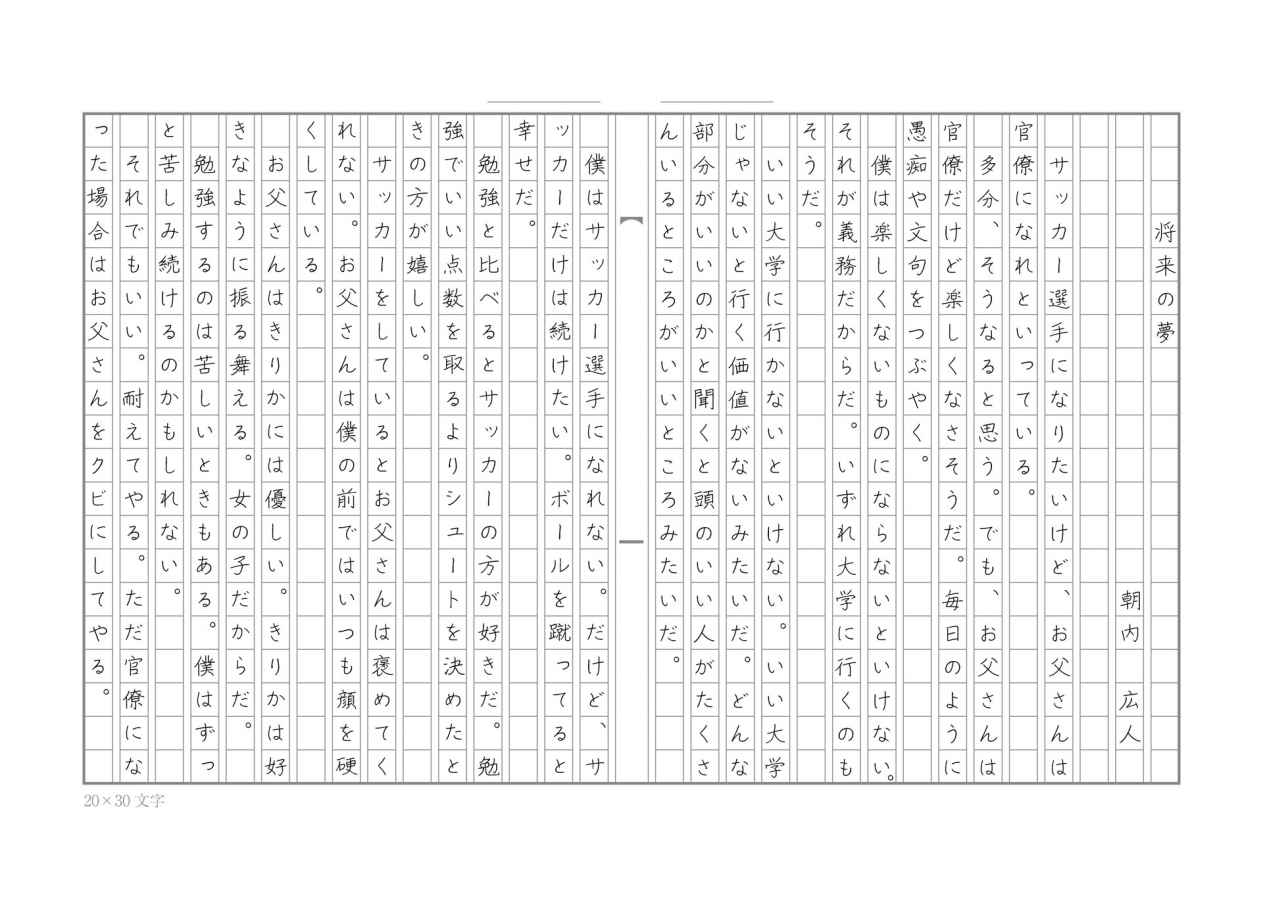 将来の夢
朝内　広人
サッカー選手になりたいけど、お父さんは
官僚になれといっている。
多分、そうなると思う。でも、お父さんは
官僚だけど楽しくなさそうだ。毎日のように
愚痴や文句をつぶやく。
僕は楽しくないものにならないといけない。
それが義務だからだ。いずれ大学に行くのも
そうだ。
いい大学に行かないといけない。いい大学
じゃないと行く価値がないみたいだ。どんな
部分がいいのかと聞くと頭のいい人がたくさ
んいるところがいいところみたいだ。
僕はサッカー選手になれない。だけど、サ
ッカーだけは続けたい。ボールを蹴ってると
幸せだ。
勉強と比べるとサッカーの方が好きだ。勉
強でいい点数を取るよりシュートを決めたと
きの方が嬉しい。
サッカーをしているとお父さんは褒めてく
れない。お父さんは僕の前ではいつも顔を硬
くしている。
お父さんはきりかには優しい。きりかは好
きなように振る舞える。女の子だからだ。
勉強するのは苦しいときもある。僕はずっ
と苦しみ続けるのかもしれない。
それでもいい。耐えてやる。ただ官僚にな
った場合はお父さんをクビにしてやる。
20×30 文字